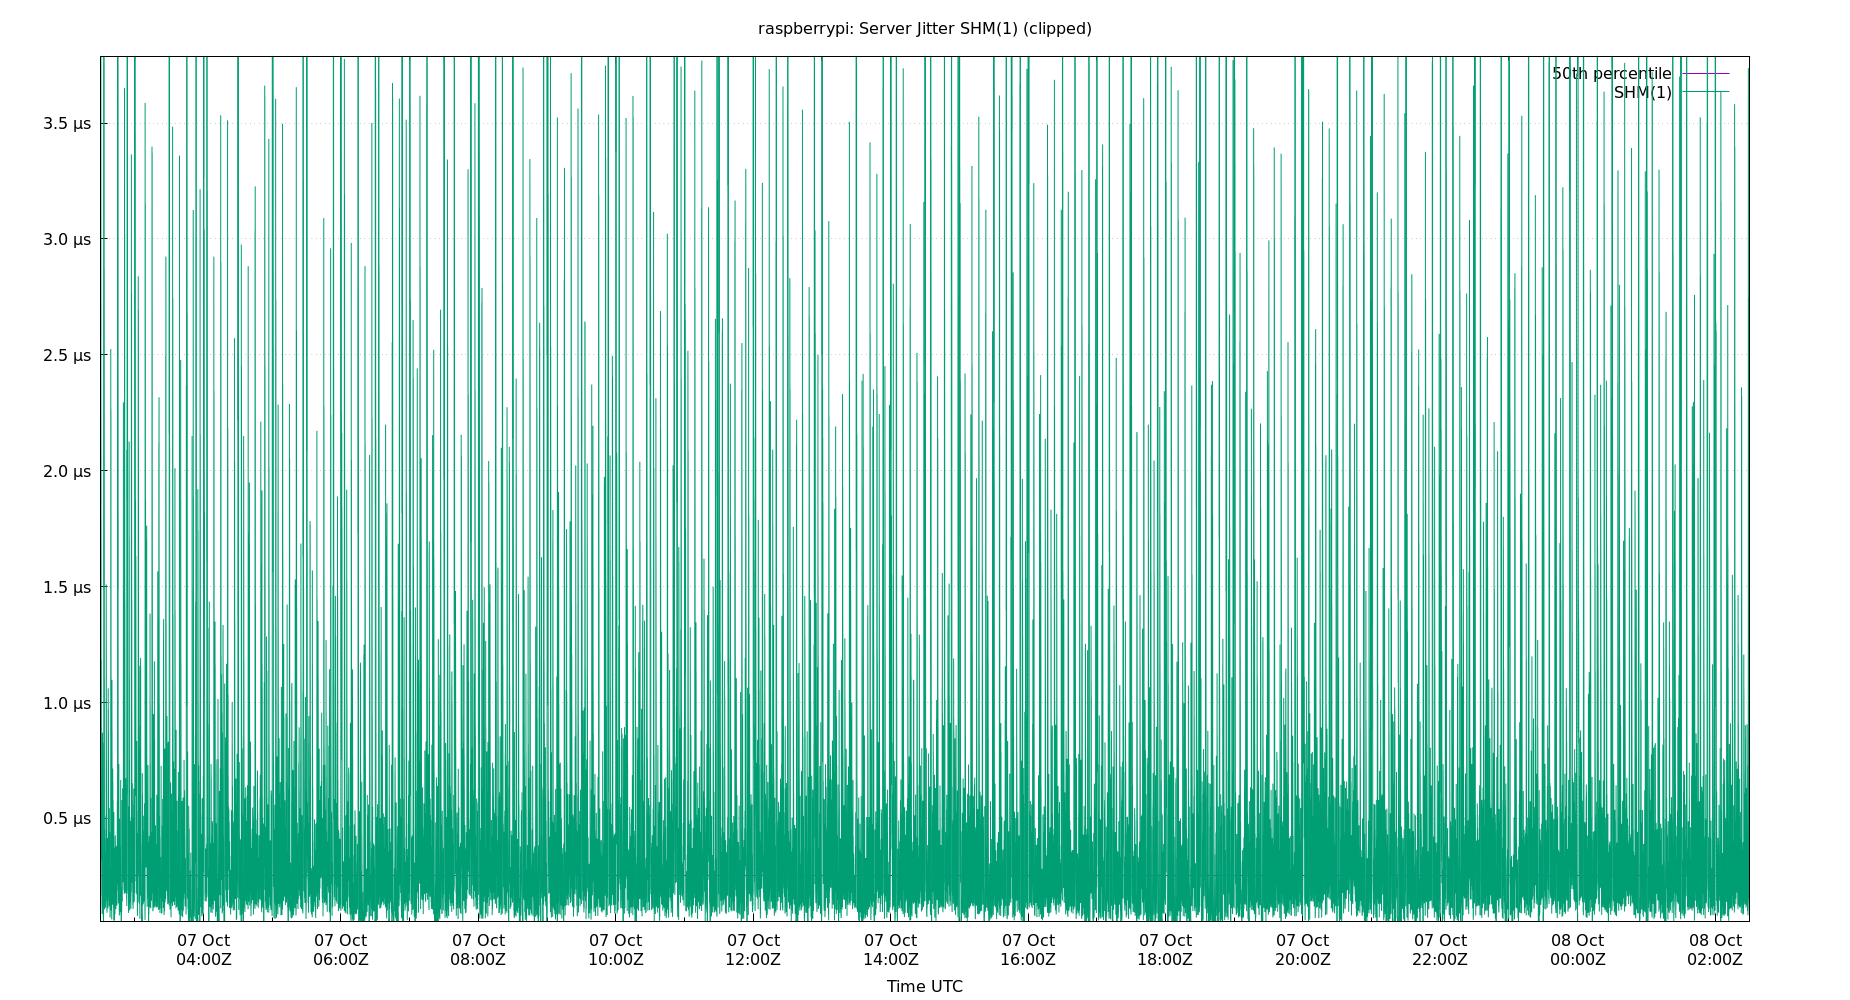 raspberrypi: Server Jitter SHM(1) (clipped)
50th percentile
SHM(1)
3.5 µs
3.0 µs
2.5 µs
2.0 µs
1.5 µs
1.0 µs
0.5 µs
07 Oct 07 Oct 07 Oct 07 Oct 07 Oct 07 Oct 07 Oct 07 Oct 07 Oct 07 Oct 08 Oct 08 Oct
04:00Z 06:00Z 08:00Z 10:00Z 12:00Z 14:00Z 16:00Z 18:00Z 20:00Z 22:00Z 00:00Z 02:00Z
Time UTC